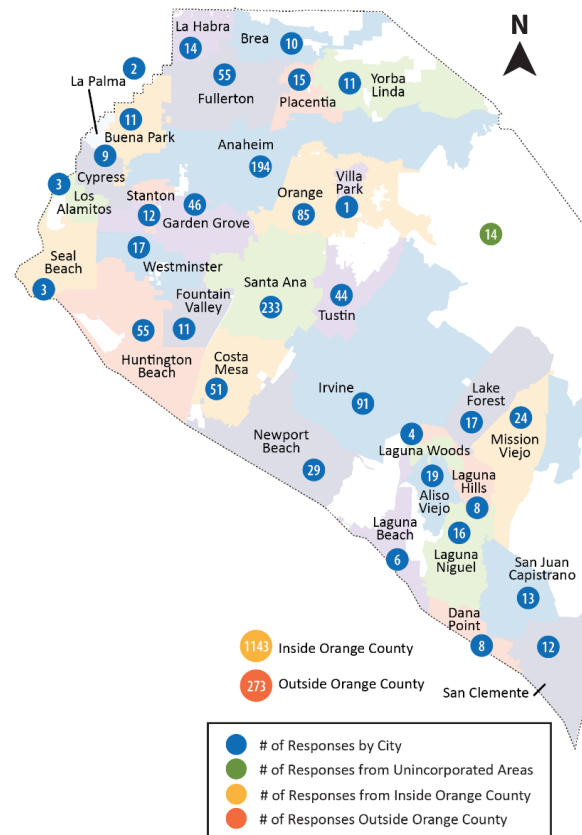 La Habra
14
Brea
10
N
La Palma
2
55
Fullerton
15
Placentia
11
Yorba
Linda
11
Buena Park
Anaheim
194
9
Cypress
3
Los
Alamitos
Stanton
12
46
Garden Grove
Orange
85
Villa
Park
1
14
Seal
Beach
3
17
Westminster
Fountain
Valley
11
Santa Ana
233
44
Tustin
55
Huntington
Beach
Costa
Mesa
51
Irvine
91
Lake
Forest
17
24
Mission
Viejo
Newport
Beach
29
4
Laguna Woods
19
Aliso
Viejo
Laguna
Hills
8
Laguna
Beach
6
16
Laguna
Niguel
San Juan
Capistrano
13
Dana
Point
8
12
San Clemente
1143 Inside Orange County
273 Outside Orange County
# of Responses by City
# of Responses from Unincorporated Areas
# of Responses from Inside Orange County
# of Responses Outside Orange County